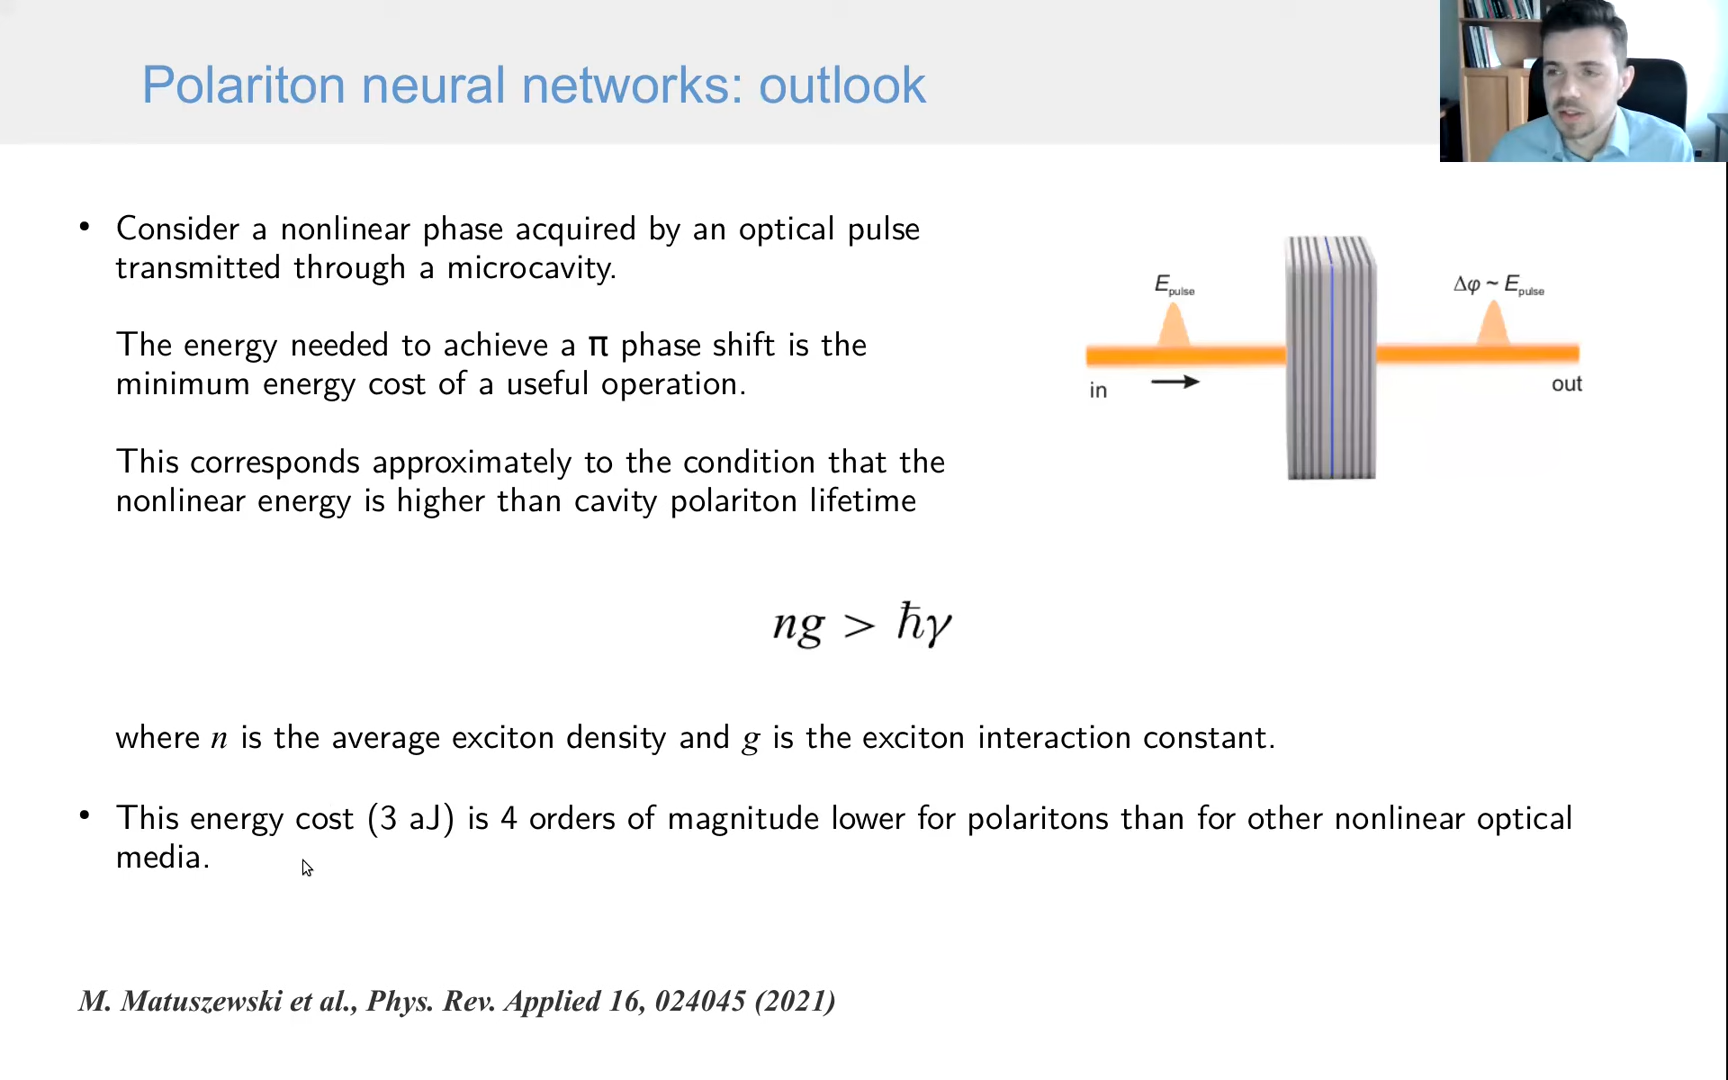 Polariton neural networks: outlook
• Consider a nonlinear phase acquired by an optical pulse
transmitted through a microcavity.
The energy needed to achieve a π phase shift is the
minimum energy cost of a useful operation.
This corresponds approximately to the condition that the
nonlinear energy is higher than cavity polariton lifetime
E_pulse
Δφ ~ E_pulse
in
out
ng > ħγ
where n is the average exciton density and g is the exciton interaction constant.
• This energy cost (3 aJ) is 4 orders of magnitude lower for polaritons than for other nonlinear optical
media.
M. Matuszewski et al., Phys. Rev. Applied 16, 024045 (2021)